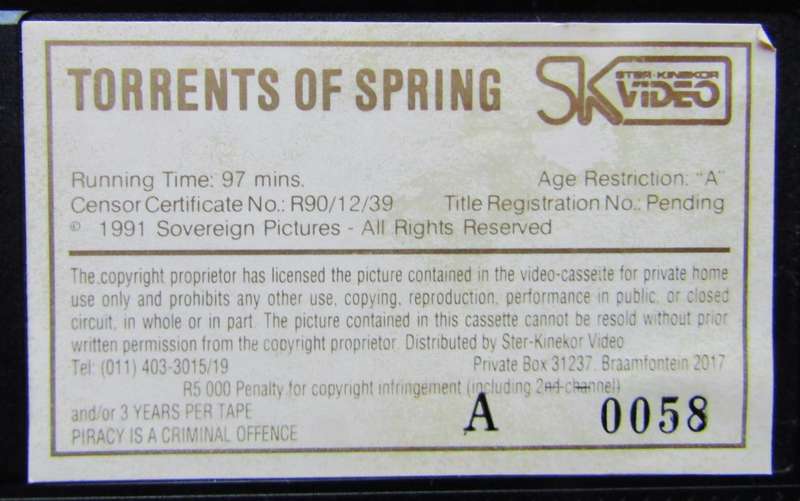 TORRENTS OF SPRING
SK STER·KINEKOR VIDEO
Running Time: 97 mins. Age Restriction: "A"
Censor Certificate No.: R90/12/39 Title Registration No.: Pending
© 1991 Sovereign Pictures - All Rights Reserved
The copyright proprietor has licensed the picture contained in the video-cassette for private home
use only and prohibits any other use, copying, reproduction, performance in public, or closed
circuit, in whole or in part. The picture contained in this cassette cannot be resold without prior
written permission from the copyright proprietor. Distributed by Ster-Kinekor Video
Tel: (011) 403-3015/19 Private Box 31237, Braamfontein 2017
R5 000 Penalty for copyright infringement (including 2nd channel)
and/or 3 YEARS PER TAPE
PIRACY IS A CRIMINAL OFFENCE
A 0058